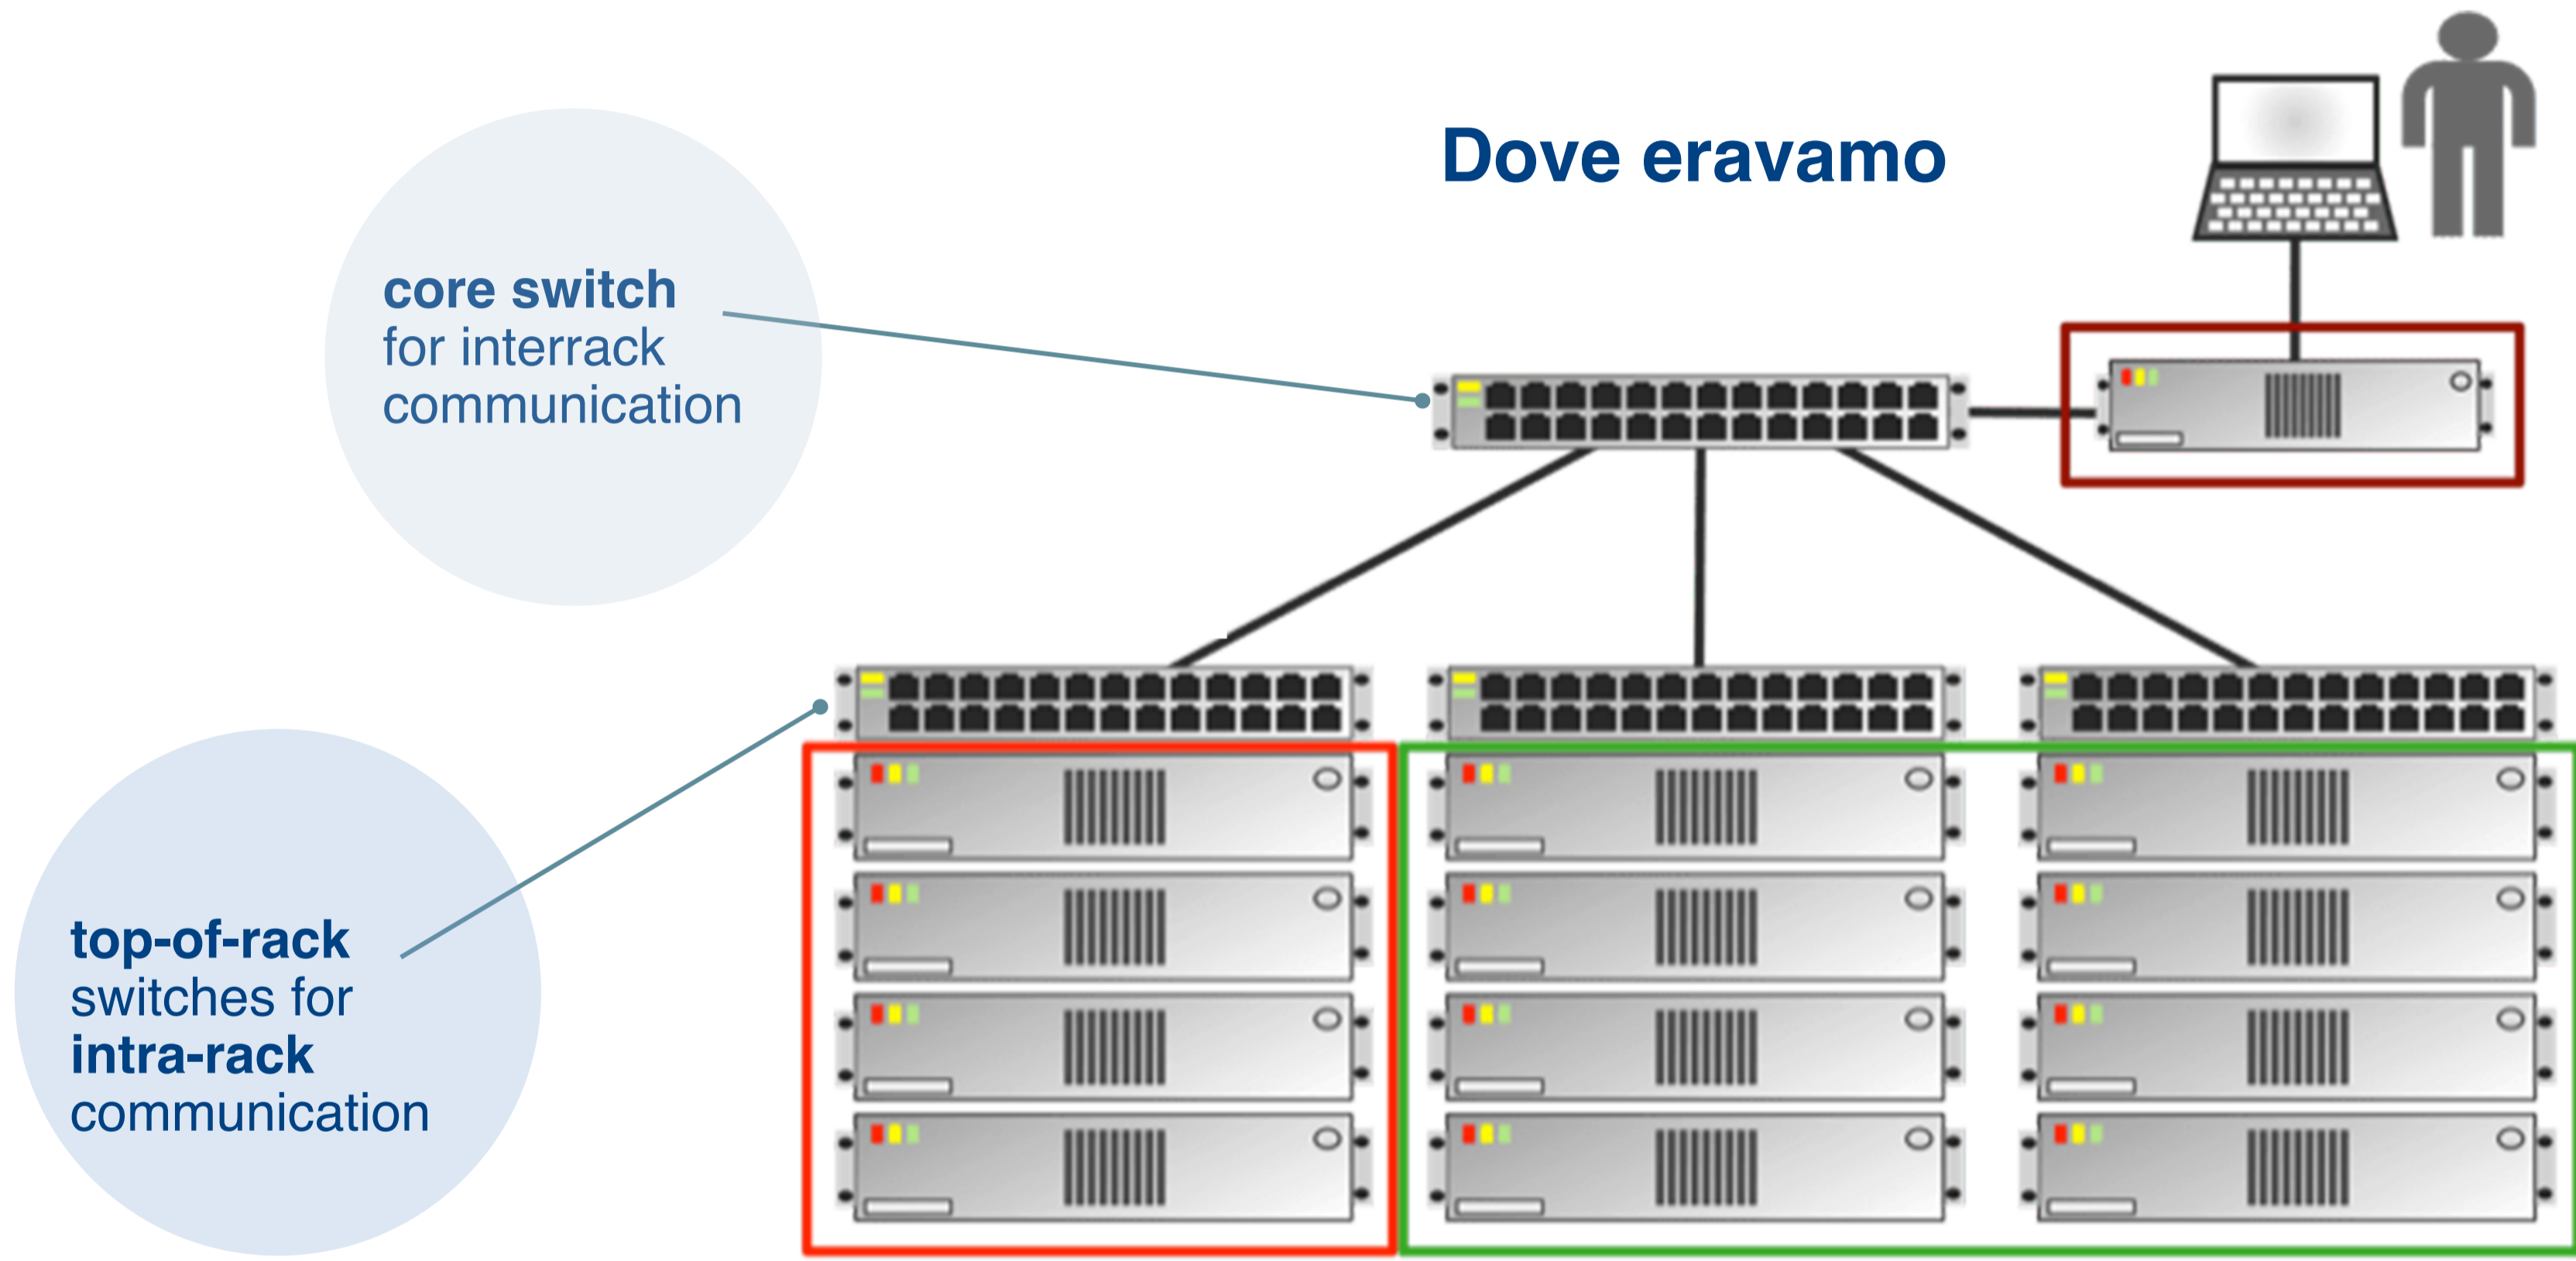 Dove eravamo
core switch
for interrack
communication
top-of-rack
switches for
intra-rack
communication